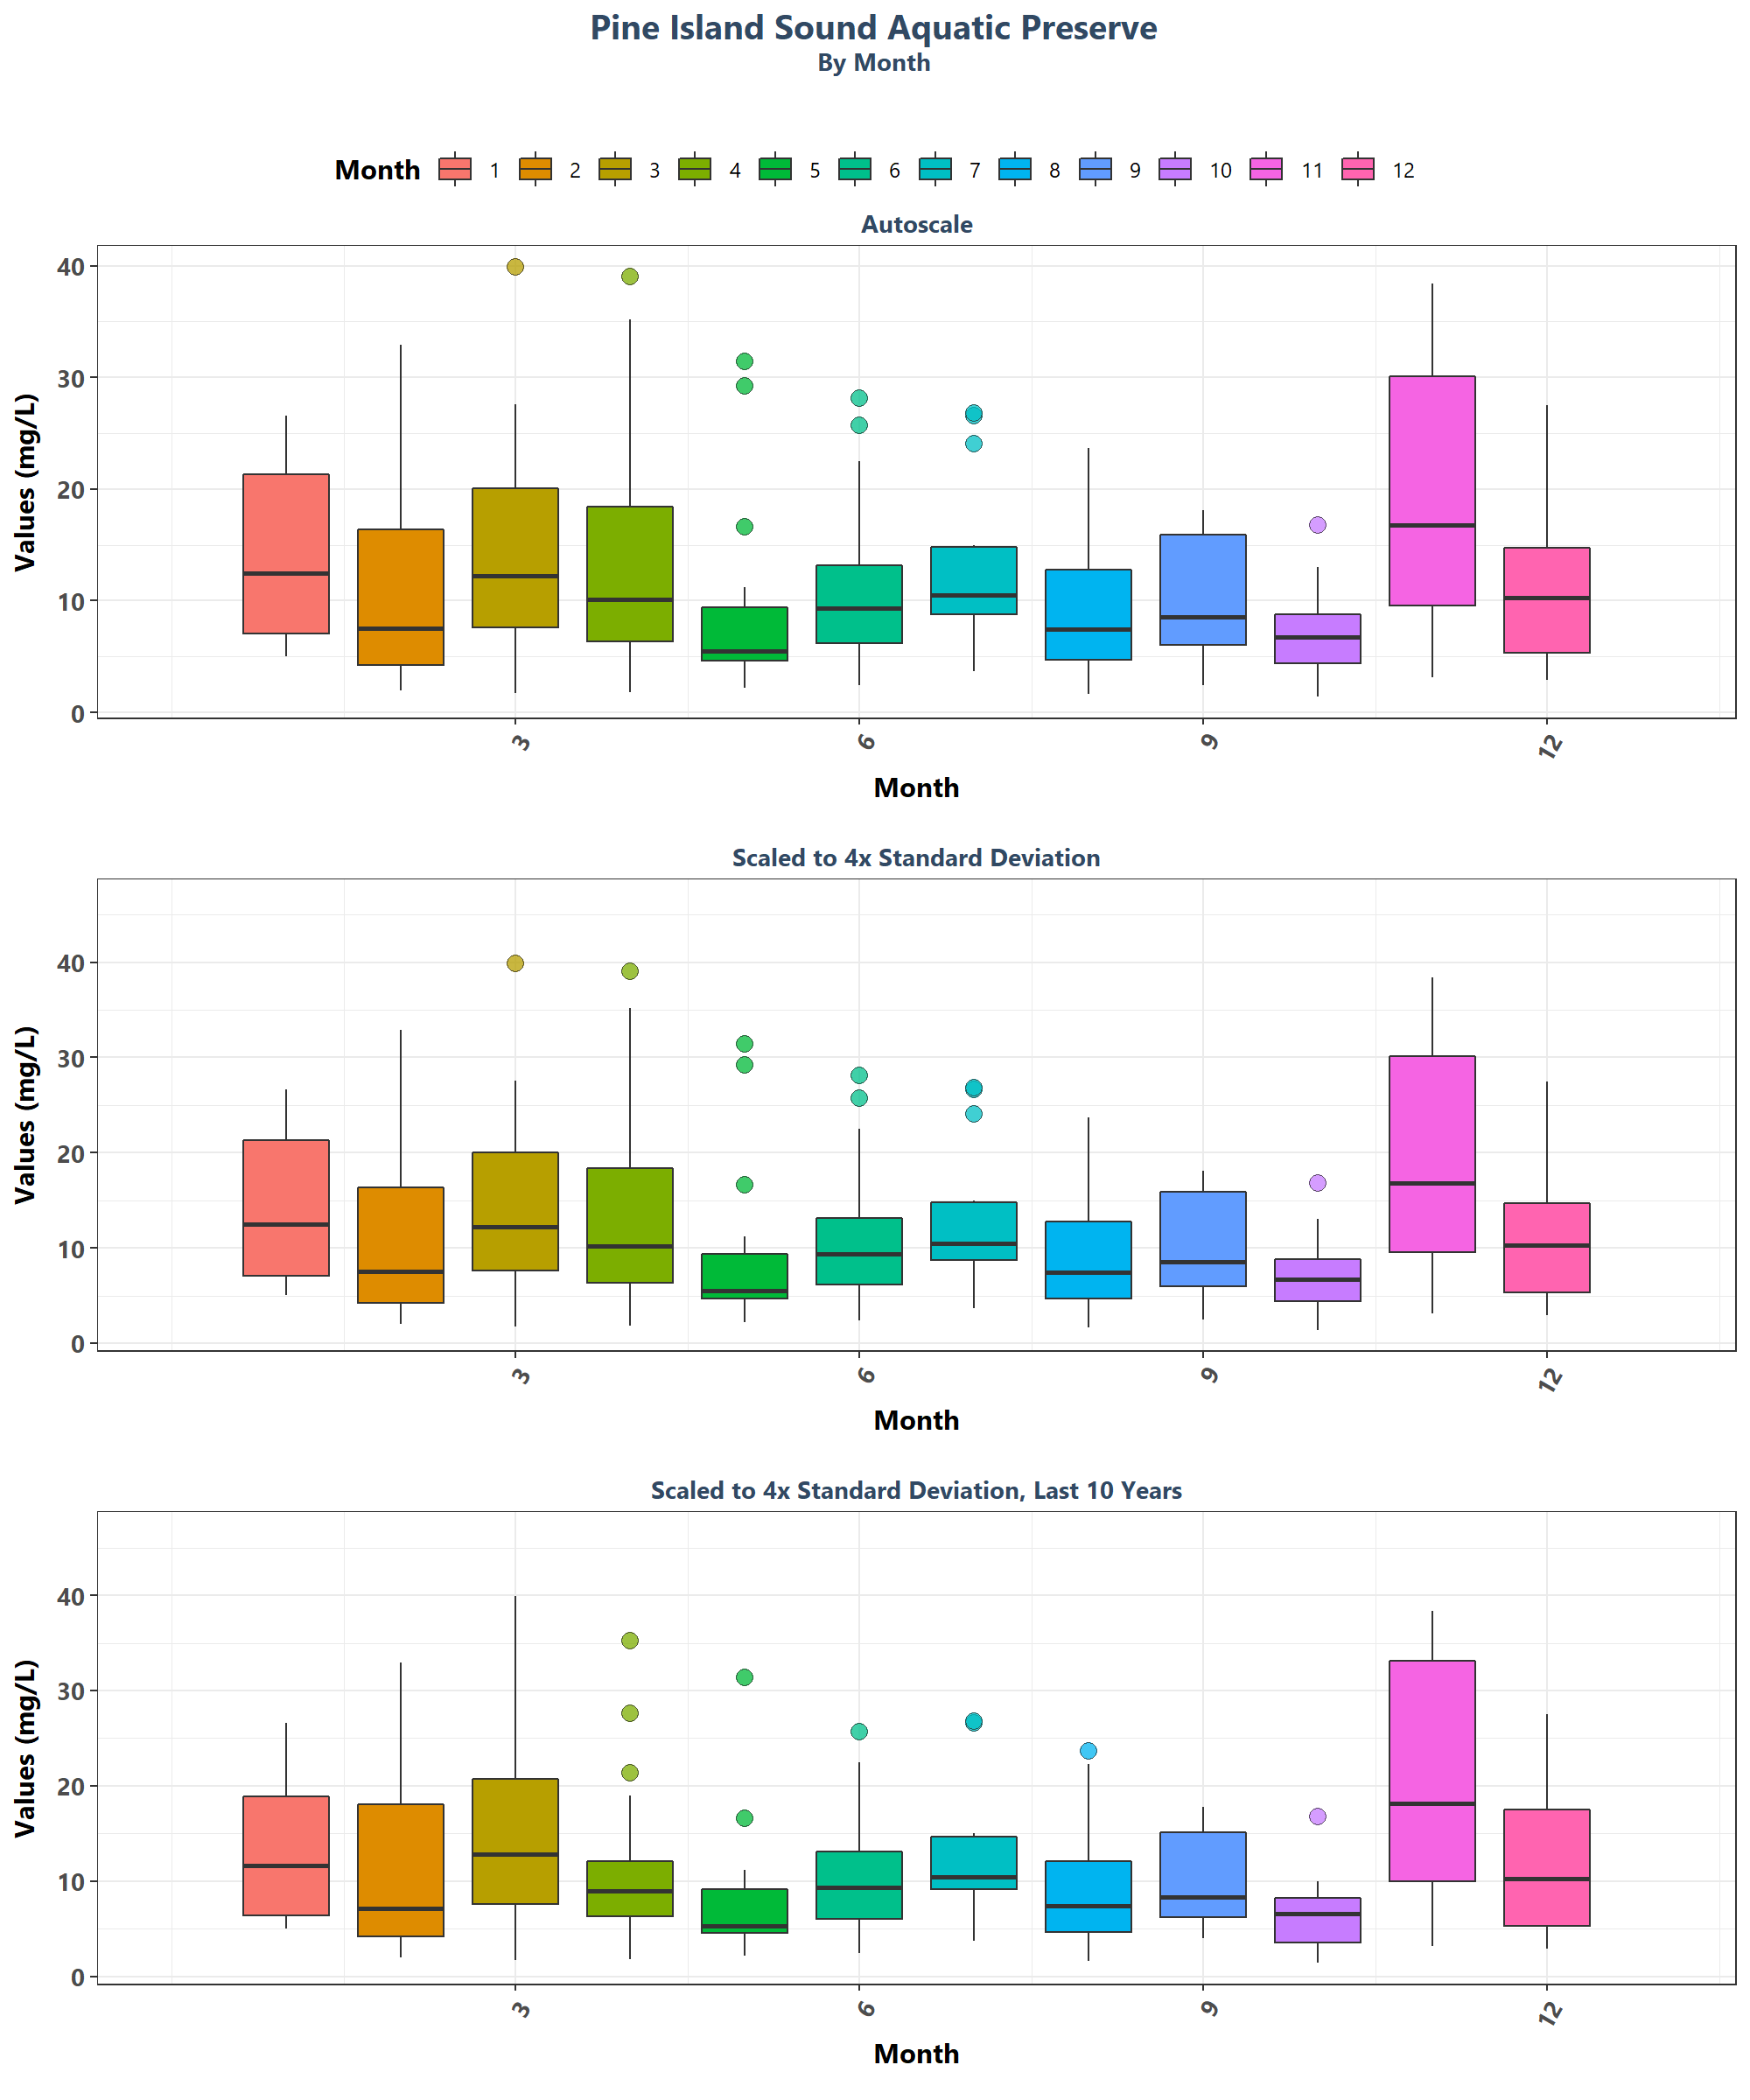 Pine Island Sound Aquatic Preserve
By Month
Month 1 2 3 4 5 6 7 8 9 10 11 12
Autoscale
Values (mg/L)
40
30
20
10
0
3 6 9 12
Month
Scaled to 4x Standard Deviation
Values (mg/L)
40
30
20
10
0
3 6 9 12
Month
Scaled to 4x Standard Deviation, Last 10 Years
Values (mg/L)
40
30
20
10
0
3 6 9 12
Month